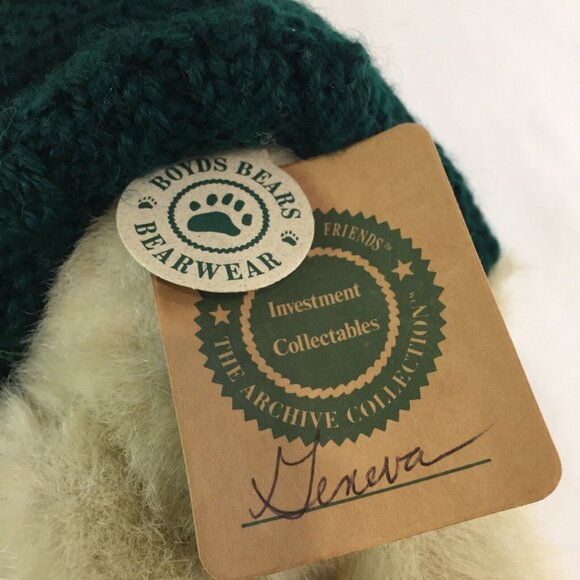 BOYDS BEARS
BEARWEAR
FRIENDS™
Investment
Collectables
THE ARCHIVE COLLECTION™
Geneva